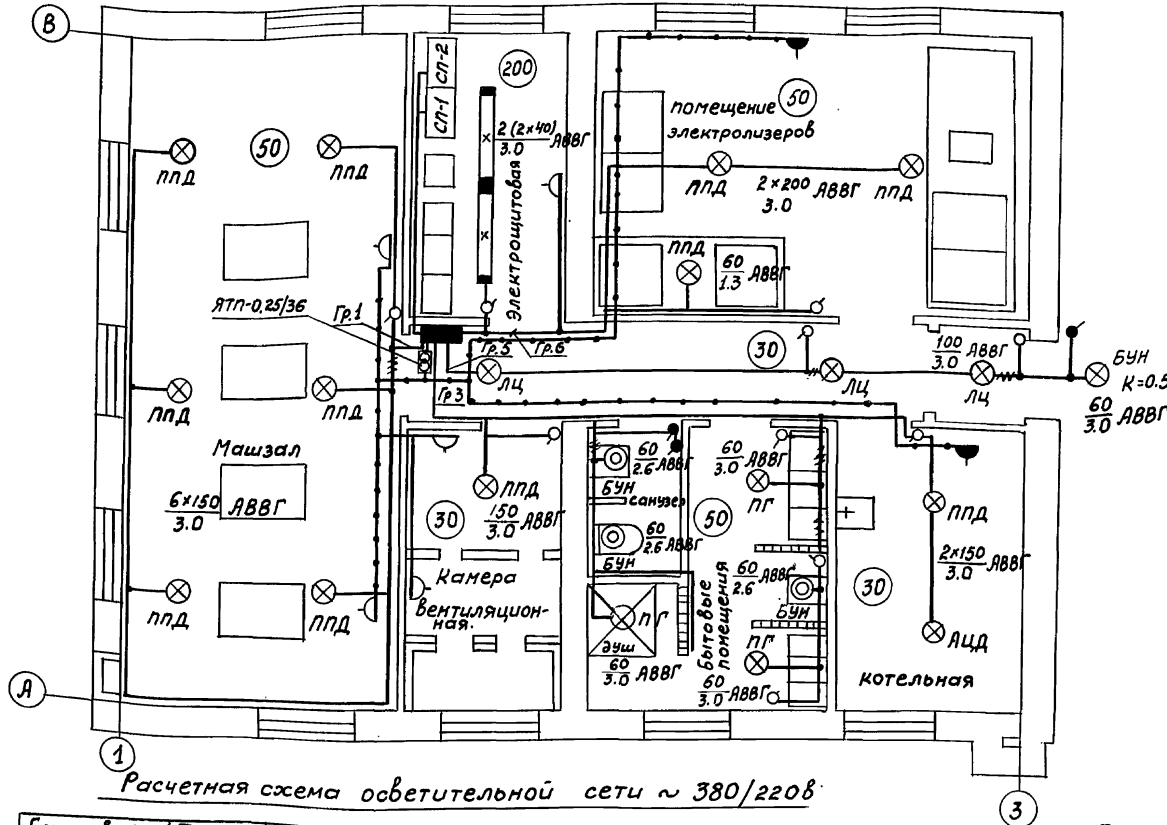 В
50
ППД
ППД
СП-2
СП-1
200
2(2×40)
3.0
АВВГ
Электрощитовая
50
помещение
электролизеров
ППД
2×200 АВВГ
3.0
ППД
ППД
60
1.3
АВВГ
ЯТП-0.25/36
Гр.1
Гр.5
Гр.6
Гр3
ЛЦ
30
ЛЦ
100
3.0
АВВГ
ЛЦ
БУН
К=0.5
60
3.0
АВВГ
ППД
ППД
Машзал
6×150
3.0
АВВГ
ППД
ППД
30
ППД
150
3.0
АВВГ
Камера
вентиляцион-
ная.
60
2.6
АВВГ
БУН
санузел
60
2.6
АВВГ
БУН
50
60
3.0
АВВГ
ПГ
60
2.6
АВВГ
БУН
Бытовые
помещения
ПГ
душ
60
3.0
АВВГ
ПГ
60
3.0
АВВГ
30
ППД
2×150
3.0
АВВГ
АЦД
котельная
А
1
3
Расчетная схема осветительной сети ~ 380/220в